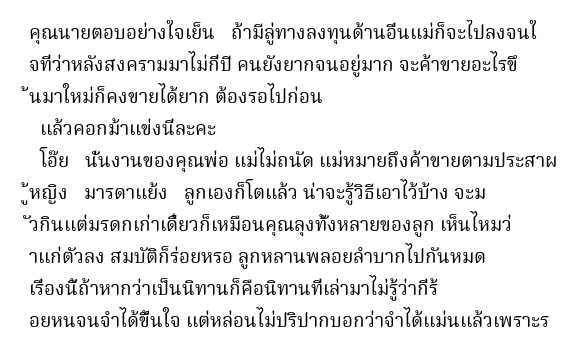 คุณนายตอบอย่างใจเย็น   ถ้ามีลู่ทางลงทุนด้านอื่นแม่ก็จะไปลงจนใ
จที่ว่าหลังสงครามมาไม่กี่ปี คนยังยากจนอยู่มาก จะค้าขายอะไรขึ
้นมาใหม่ก็คงขายได้ยาก ต้องรอไปก่อน
  แล้วคอกม้าแข่งนี่ละคะ
  โอ๊ย   นั่นงานของคุณพ่อ แม่ไม่ถนัด แม่หมายถึงค้าขายตามประสาผ
ู้หญิง   มารดาแย้ง   ลูกเองก็โตแล้ว น่าจะรู้วิธีเอาไว้บ้าง จะม
ัวกินแต่มรดกเก่าเดี๋ยวก็เหมือนคุณลุงทั้งหลายของลูก เห็นไหมว่
าแก่ตัวลง สมบัติก็ร่อยหรอ ลูกหลานพลอยลำบากไปกันหมด
เรื่องนี้ถ้าหากว่าเป็นนิทานก็คือนิทานที่เล่ามาไม่รู้ว่ากี่ร้
อยหนจนจำได้ขึ้นใจ แต่หล่อนไม่ปริปากบอกว่าจำได้แม่นแล้วเพราะร